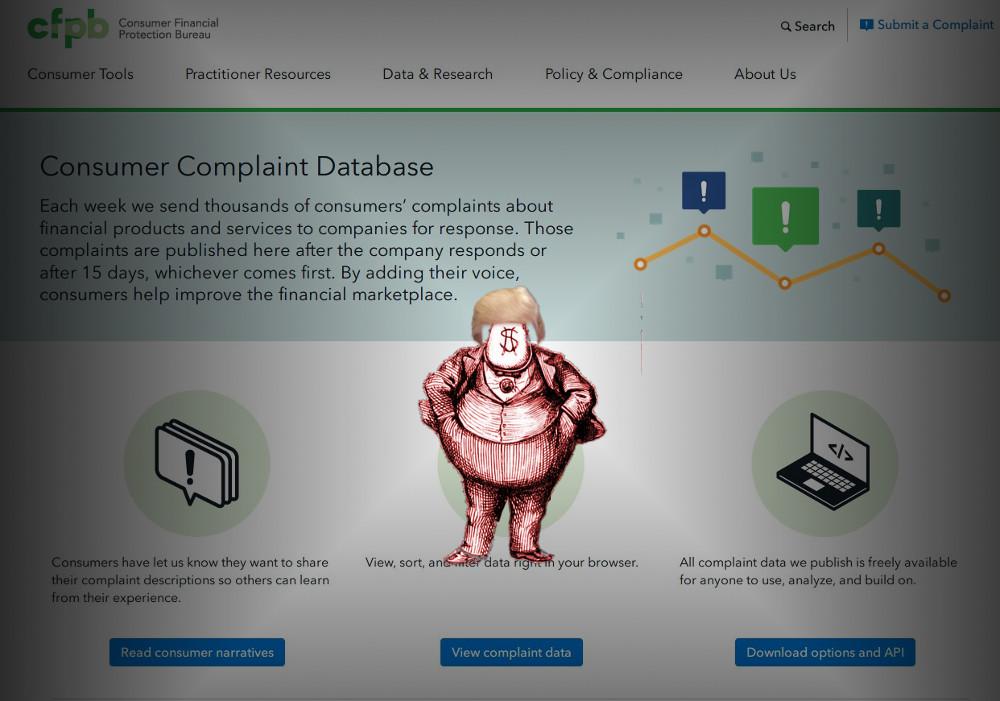 cfpb Consumer Financial
Protection Bureau
Search
Submit a Complaint
Consumer Tools Practitioner Resources Data & Research Policy & Compliance About Us
Consumer Complaint Database
Each week we send thousands of consumers’ complaints about
financial products and services to companies for response. Those
complaints are published here after the company responds or
after 15 days, whichever comes first. By adding their voice,
consumers help improve the financial marketplace.
$
</>
Consumers have let us know they want to share
their complaint descriptions so others can learn
from their experience.
View, sort, and filter data right in your browser.
All complaint data we publish is freely available
for anyone to use, analyze, and build on.
Read consumer narratives
View complaint data
Download options and API